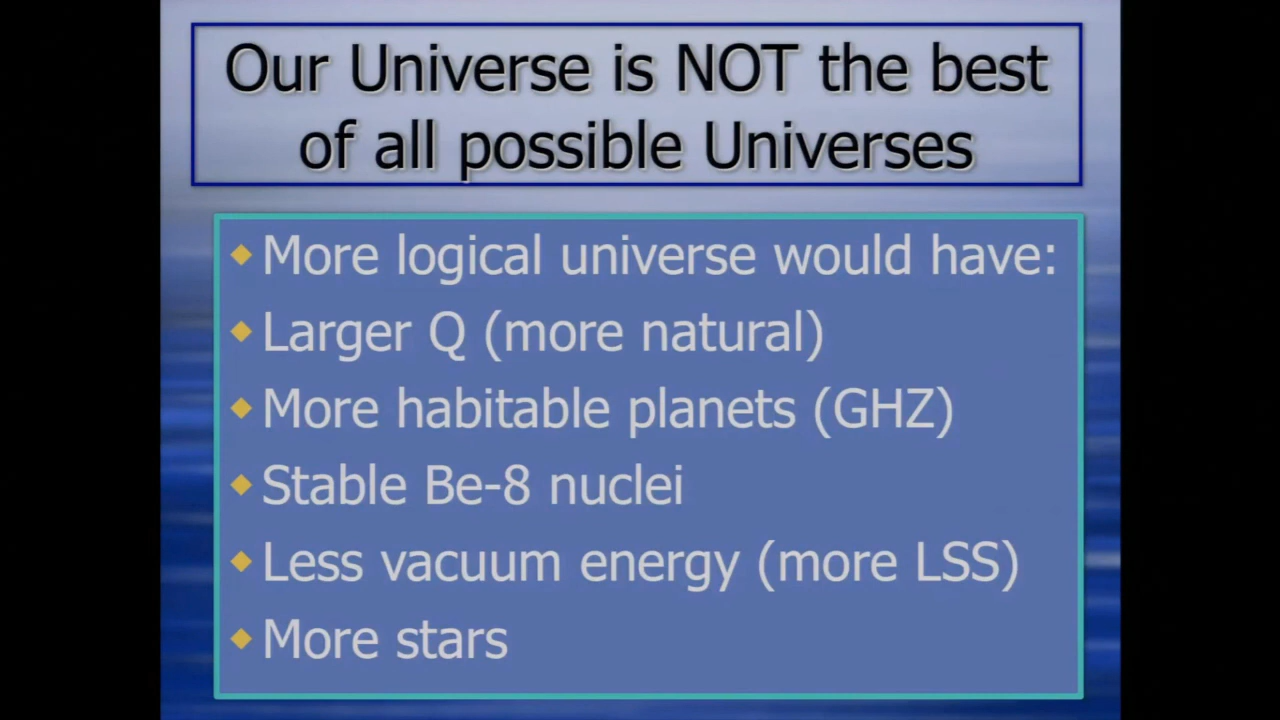 Our Universe is NOT the best
of all possible Universes
More logical universe would have:
Larger Q (more natural)
More habitable planets (GHZ)
Stable Be-8 nuclei
Less vacuum energy (more LSS)
More stars